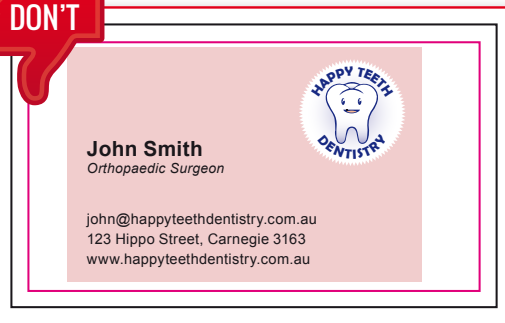 DON'T
HAPPY TEETH
DENTISTRY
John Smith
Orthopaedic Surgeon
john@happyteethdentistry.com.au
123 Hippo Street, Carnegie 3163
www.happyteethdentistry.com.au